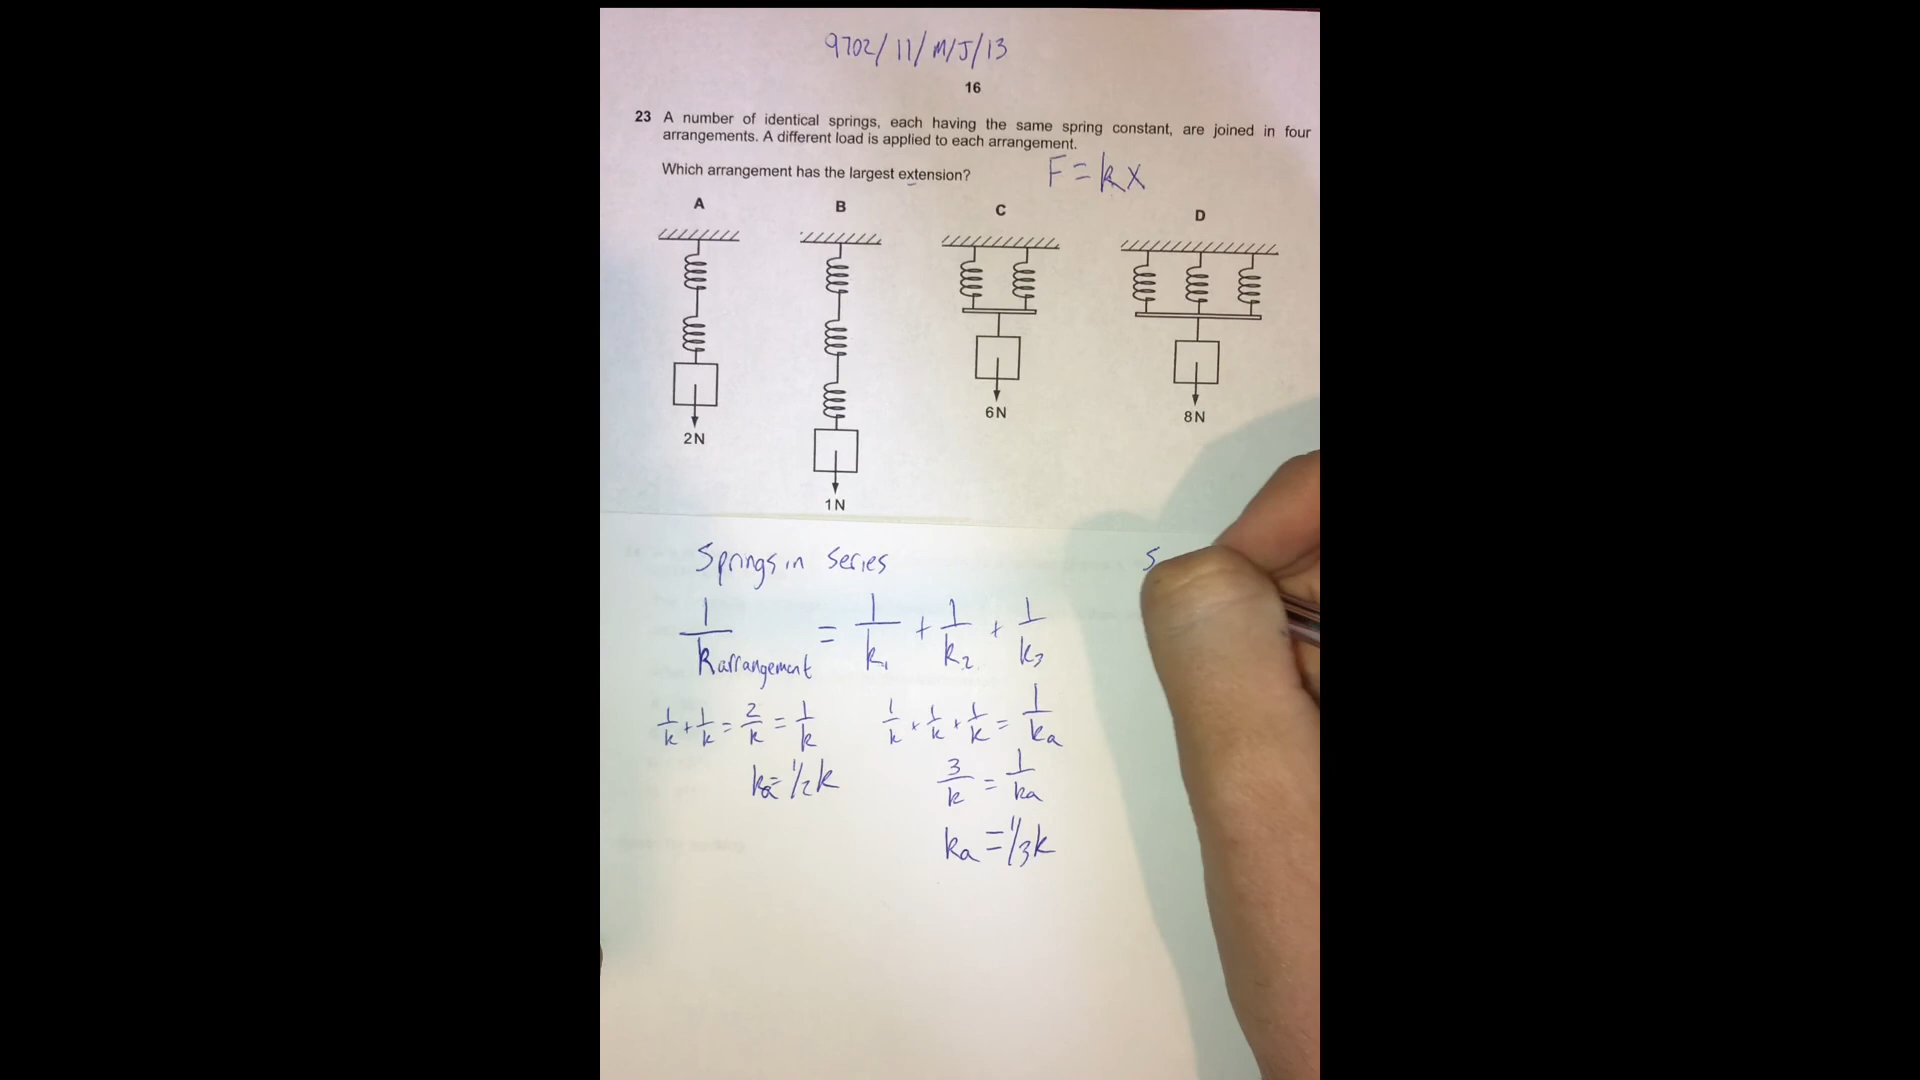 9702/11/M/J/13
16
23 A number of identical springs, each having the same spring constant, are joined in four
arrangements. A different load is applied to each arrangement.
Which arrangement has the largest extension?
F = kx
A B C D
6N
8N
2N
1N
Springs in series
S
1/k arrangement = 1/k1 + 1/k2 + 1/k3
1/k + 1/k = 2/k = 1/k
1/k + 1/k + 1/k = 1/ka
ka = 1/2k
3/k = 1/ka
ka = 1/3k